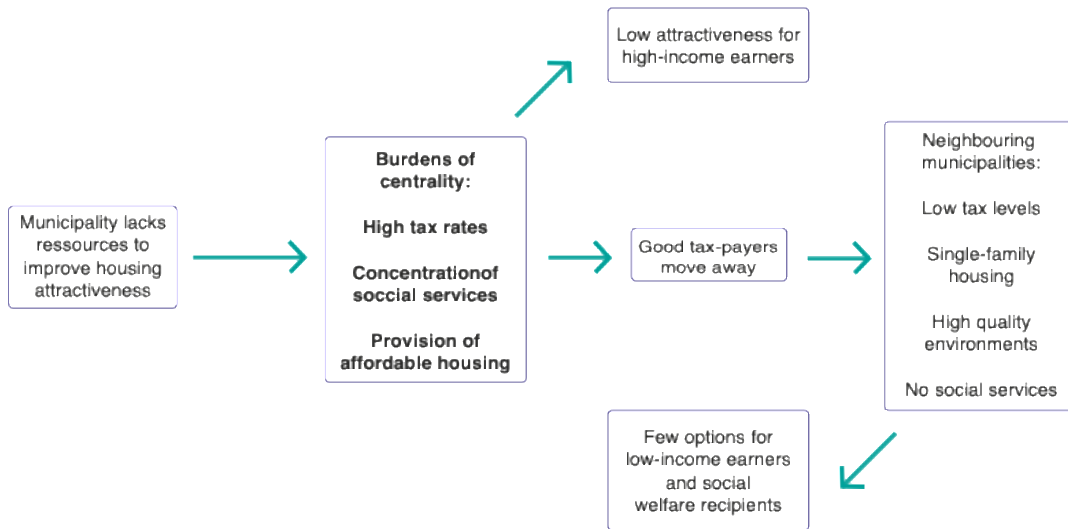 Municipality lacks
ressources to
improve housing
attractiveness
Burdens of
centrality:
High tax rates
Concentrationof
soccial services
Provision of
affordable housing
Low attractiveness for
high-income earners
Good tax-payers
move away
Neighbouring
municipalities:
Low tax levels
Single-family
housing
High quality
environments
No social services
Few options for
low-income earners
and social
welfare recipients